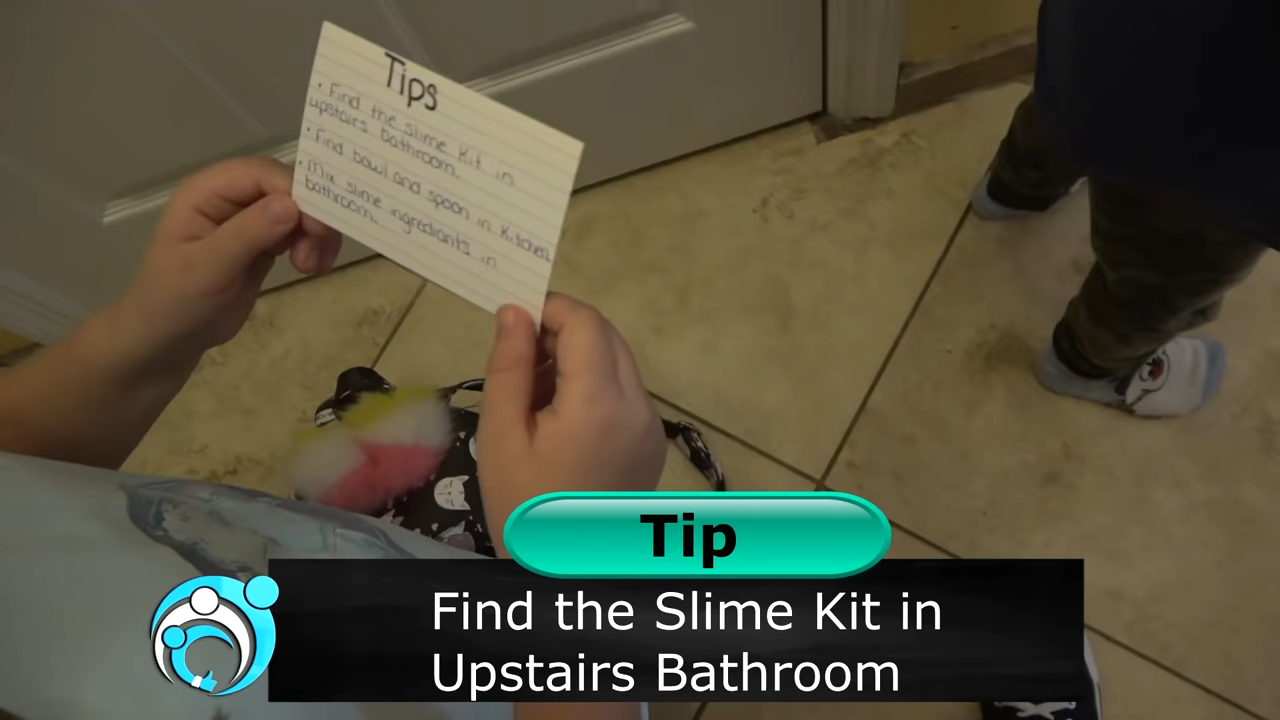 Tips
• Find the slime kit in
upstairs bathroom.
• Find bowl and spoon in kitchen
• Mix slime ingrediants in
bathroom.
Tip
Find the Slime Kit in
Upstairs Bathroom